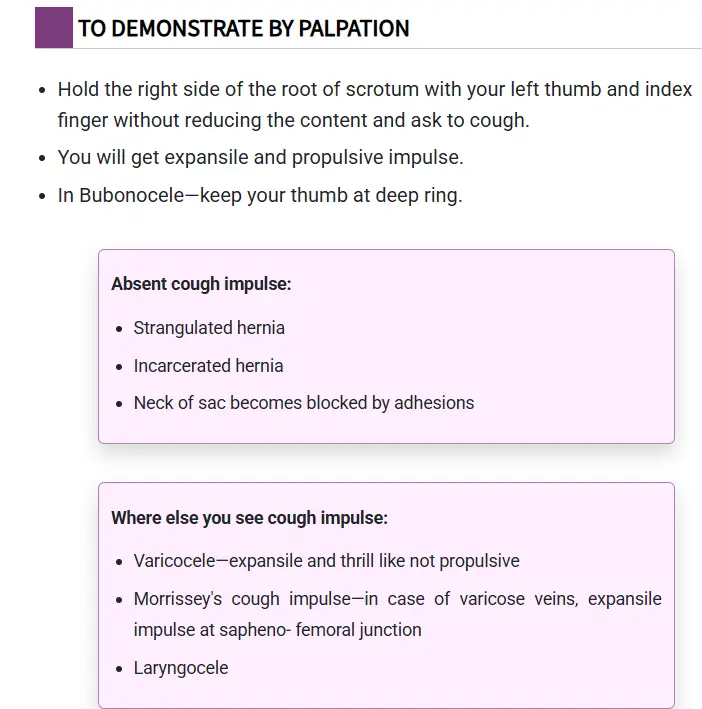 TO DEMONSTRATE BY PALPATION
• Hold the right side of the root of scrotum with your left thumb and index
finger without reducing the content and ask to cough.
• You will get expansile and propulsive impulse.
• In Bubonocele—keep your thumb at deep ring.
Absent cough impulse:
• Strangulated hernia
• Incarcerated hernia
• Neck of sac becomes blocked by adhesions
Where else you see cough impulse:
• Varicocele—expansile and thrill like not propulsive
• Morrissey's cough impulse—in case of varicose veins, expansile
impulse at sapheno- femoral junction
• Laryngocele